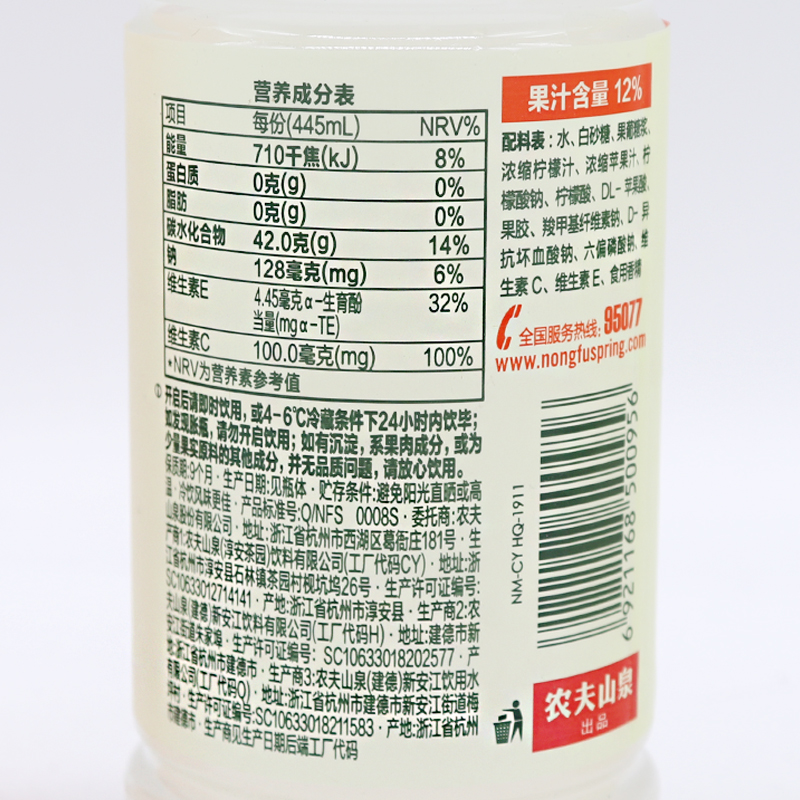 营养成分表
项目 每份(445mL) NRV%
能量 710千焦(kJ) 8%
蛋白质 0克(g) 0%
脂肪 0克(g) 0%
碳水化合物 42.0克(g) 14%
钠 128毫克(mg) 6%
维生素E 4.45毫克α-生育酚 32%
当量(mgα-TE)
维生素C 100.0毫克(mg) 100%
*NRV为营养素参考值
①开启后请即时饮用，或4-6℃冷藏条件下24小时内饮毕；
如发现胀瓶，请勿开启饮用；如有沉淀，系果肉成分，或为
少量果实原料的其他成分，并无品质问题，请放心饮用。
保质期:9个月·生产日期:见瓶体·贮存条件:避免阳光直晒或高
温·冷饮风味更佳·产品标准号:Q/NFS 0008S·委托商:农夫
山泉股份有限公司·地址:浙江省杭州市西湖区葛衙庄181号·生
产商1:农夫山泉(淳安茶园)饮料有限公司(工厂代码CY)·地址:浙
江省杭州市淳安县石林镇茶园村枧坑坞26号·生产许可证编号:
SC10633012714141·产地:浙江省杭州市淳安县·生产商2:农
夫山泉(建德)新安江饮料有限公司(工厂代码H)·地址:建德市新
安江街道朱家埠·生产许可证编号:SC10633018202577·产地
:浙江省杭州市建德市·生产商3:农夫山泉(建德)新安江饮用水
有限公司(工厂代码Q)·地址:浙江省杭州市建德市新安江街道梅
坪村·生产许可证编号:SC10633018211583·产地:浙江省杭州
市建德市·生产商见生产日期后端工厂代码
果汁含量 12%
配料表：水、白砂糖、果葡糖浆、
浓缩柠檬汁、浓缩苹果汁、柠
檬酸钠、柠檬酸、DL-苹果酸、
果胶、羧甲基纤维素钠、D-异
抗坏血酸钠、六偏磷酸钠、维
生素C、维生素E、食用香精
全国服务热线:95077
www.nongfuspring.com
NM-CY HQ-1911
6921168500956
农夫山泉
出品